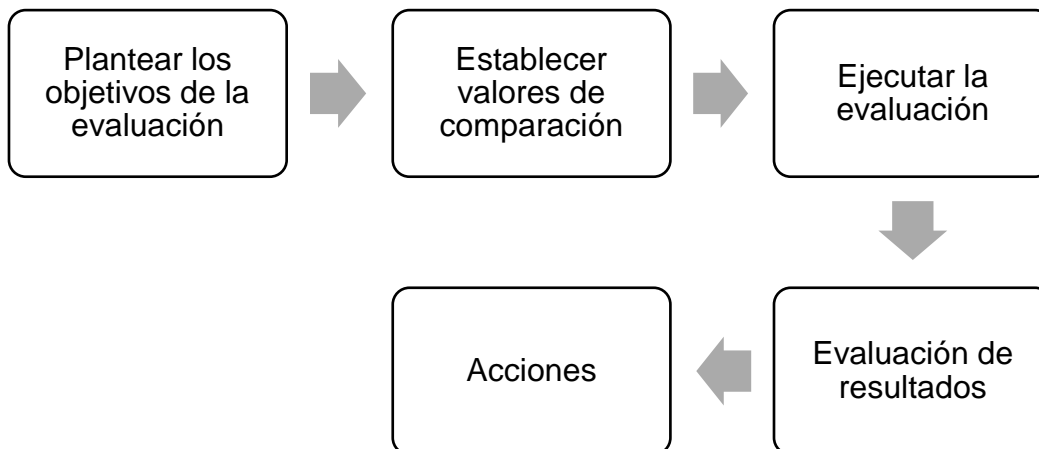 Plantear los
objetivos de la
evaluación
Establecer
valores de
comparación
Ejecutar la
evaluación
Evaluación de
resultados
Acciones